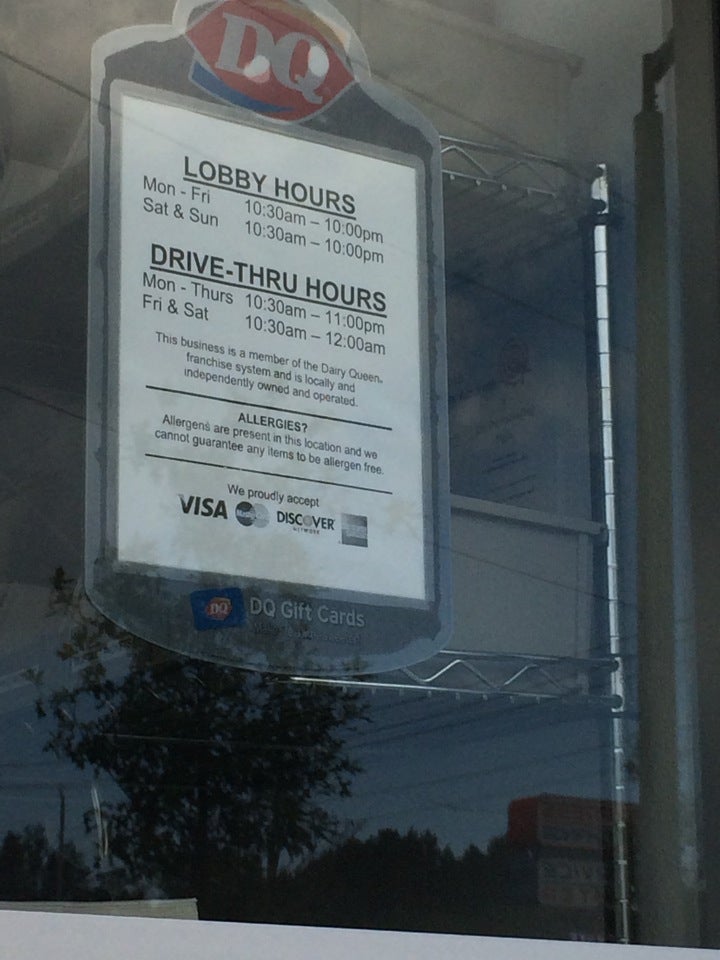 DQ
LOBBY HOURS
Mon - Fri 10:30am – 10:00pm
Sat & Sun 10:30am – 10:00pm
DRIVE-THRU HOURS
Mon - Thurs 10:30am – 11:00pm
Fri & Sat 10:30am – 12:00am
This business is a member of the Dairy Queen®
franchise system and is locally and
independently owned and operated.
ALLERGIES?
Allergens are present in this location and we
cannot guarantee any items to be allergen free.
We proudly accept
VISA MasterCard DISCOVER
NETWORK
DQ DQ Gift Cards